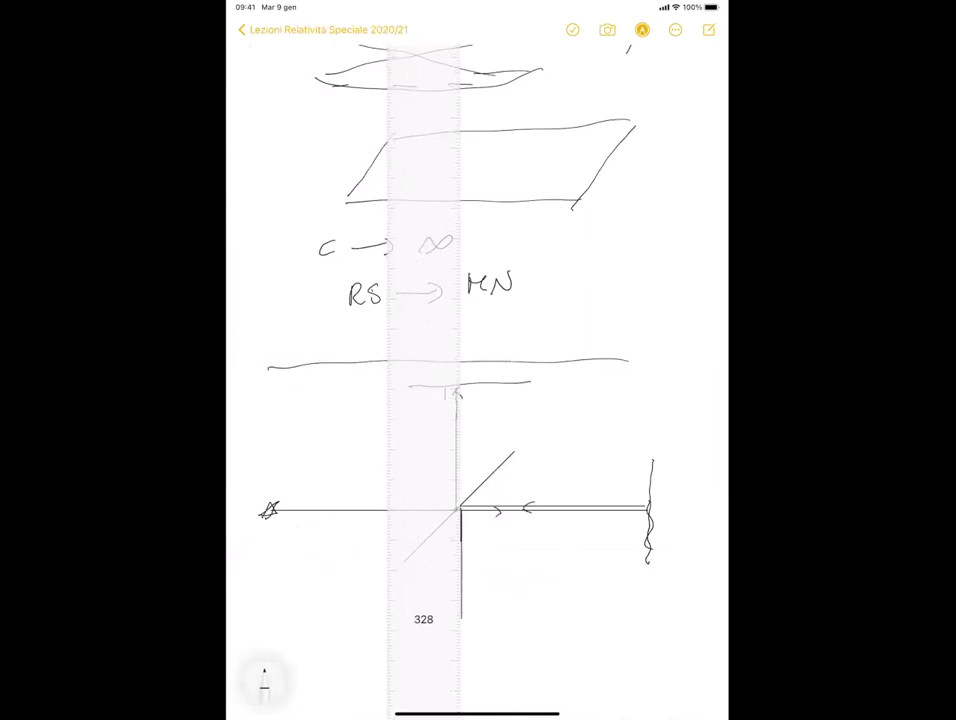 09:41 Mar 9 gen
100%
Lezioni Relatività Speciale 2020/21
C → ∞
RS → MN
328